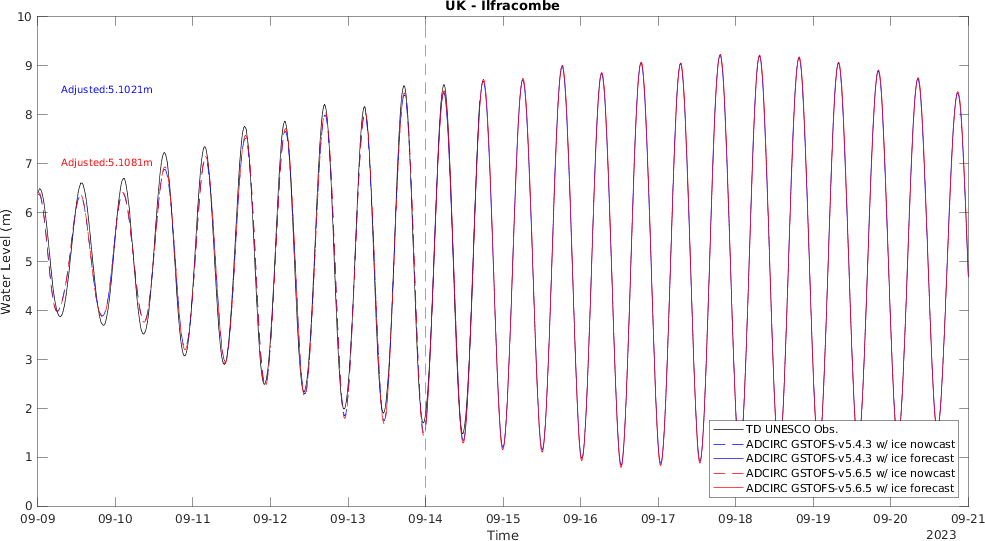 UK - Ilfracombe
10
9
8
7
6
5
4
3
2
1
0
Water Level (m)
Adjusted:5.1021m
Adjusted:5.1081m
TD UNESCO Obs.
ADCIRC GSTOFS-v5.4.3 w/ ice nowcast
ADCIRC GSTOFS-v5.4.3 w/ ice forecast
ADCIRC GSTOFS-v5.6.5 w/ ice nowcast
ADCIRC GSTOFS-v5.6.5 w/ ice forecast
09-09 09-10 09-11 09-12 09-13 09-14 09-15 09-16 09-17 09-18 09-19 09-20 09-21
Time
2023